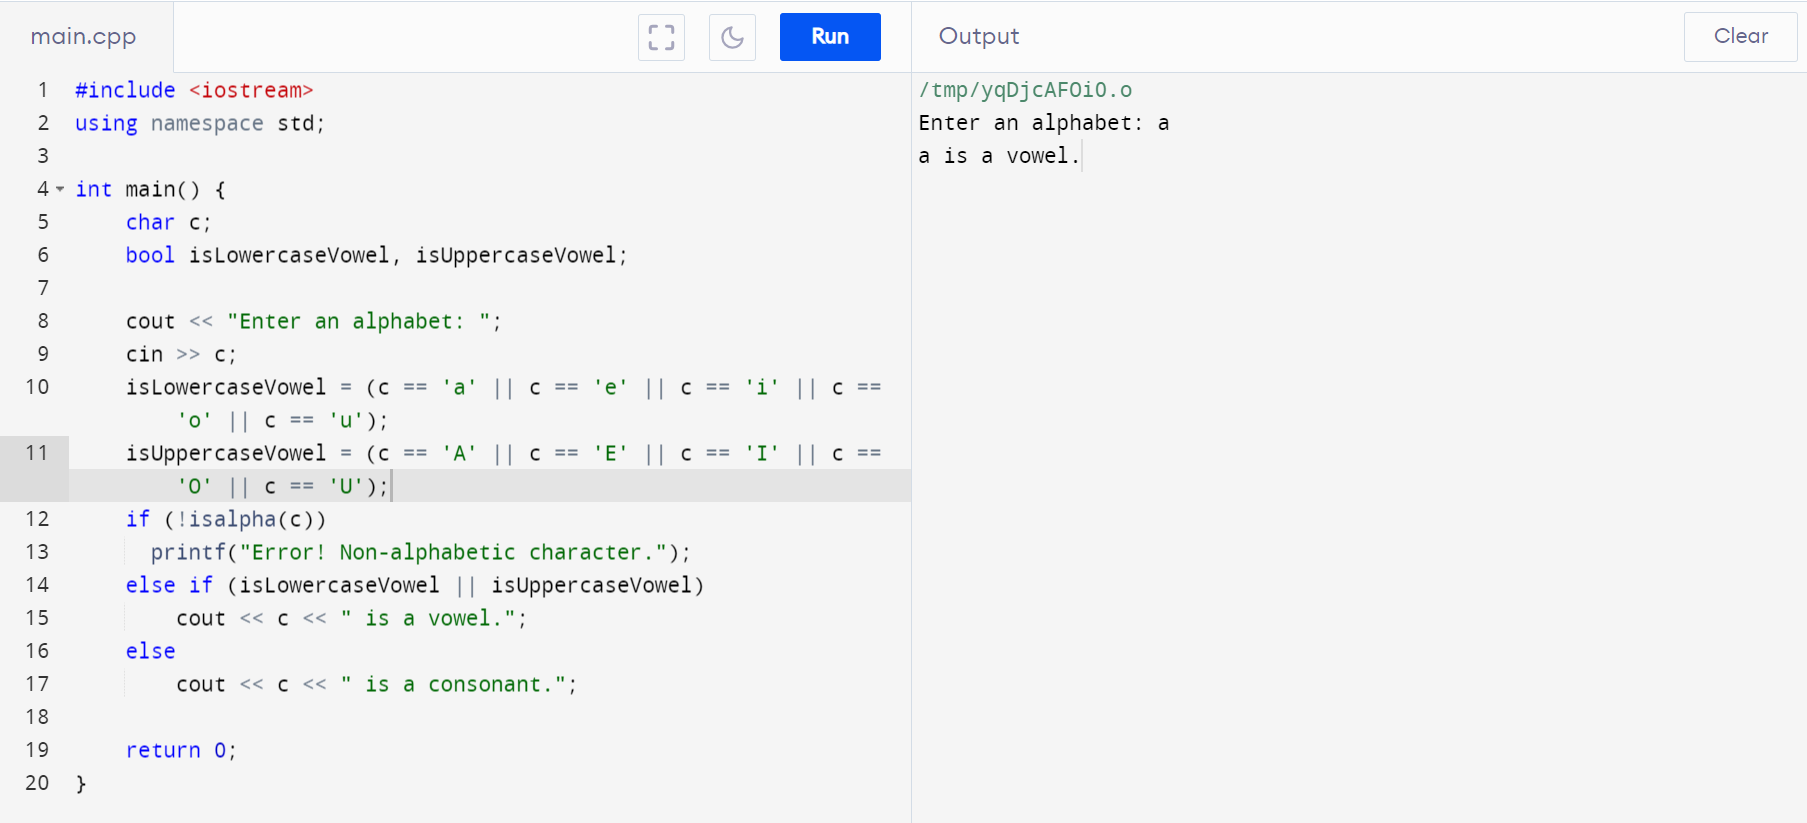 main.cpp
Run
Output
Clear
1 #include <iostream>
2 using namespace std;
3
4 int main() {
5 char c;
6 bool isLowercaseVowel, isUppercaseVowel;
7
8 cout << "Enter an alphabet: ";
9 cin >> c;
10 isLowercaseVowel = (c == 'a' || c == 'e' || c == 'i' || c ==
'o' || c == 'u');
11 isUppercaseVowel = (c == 'A' || c == 'E' || c == 'I' || c ==
'O' || c == 'U');
12 if (!isalpha(c))
13 printf("Error! Non-alphabetic character.");
14 else if (isLowercaseVowel || isUppercaseVowel)
15 cout << c << " is a vowel.";
16 else
17 cout << c << " is a consonant.";
18
19 return 0;
20 }
/tmp/yqDjcAFOiO.o
Enter an alphabet: a
a is a vowel.